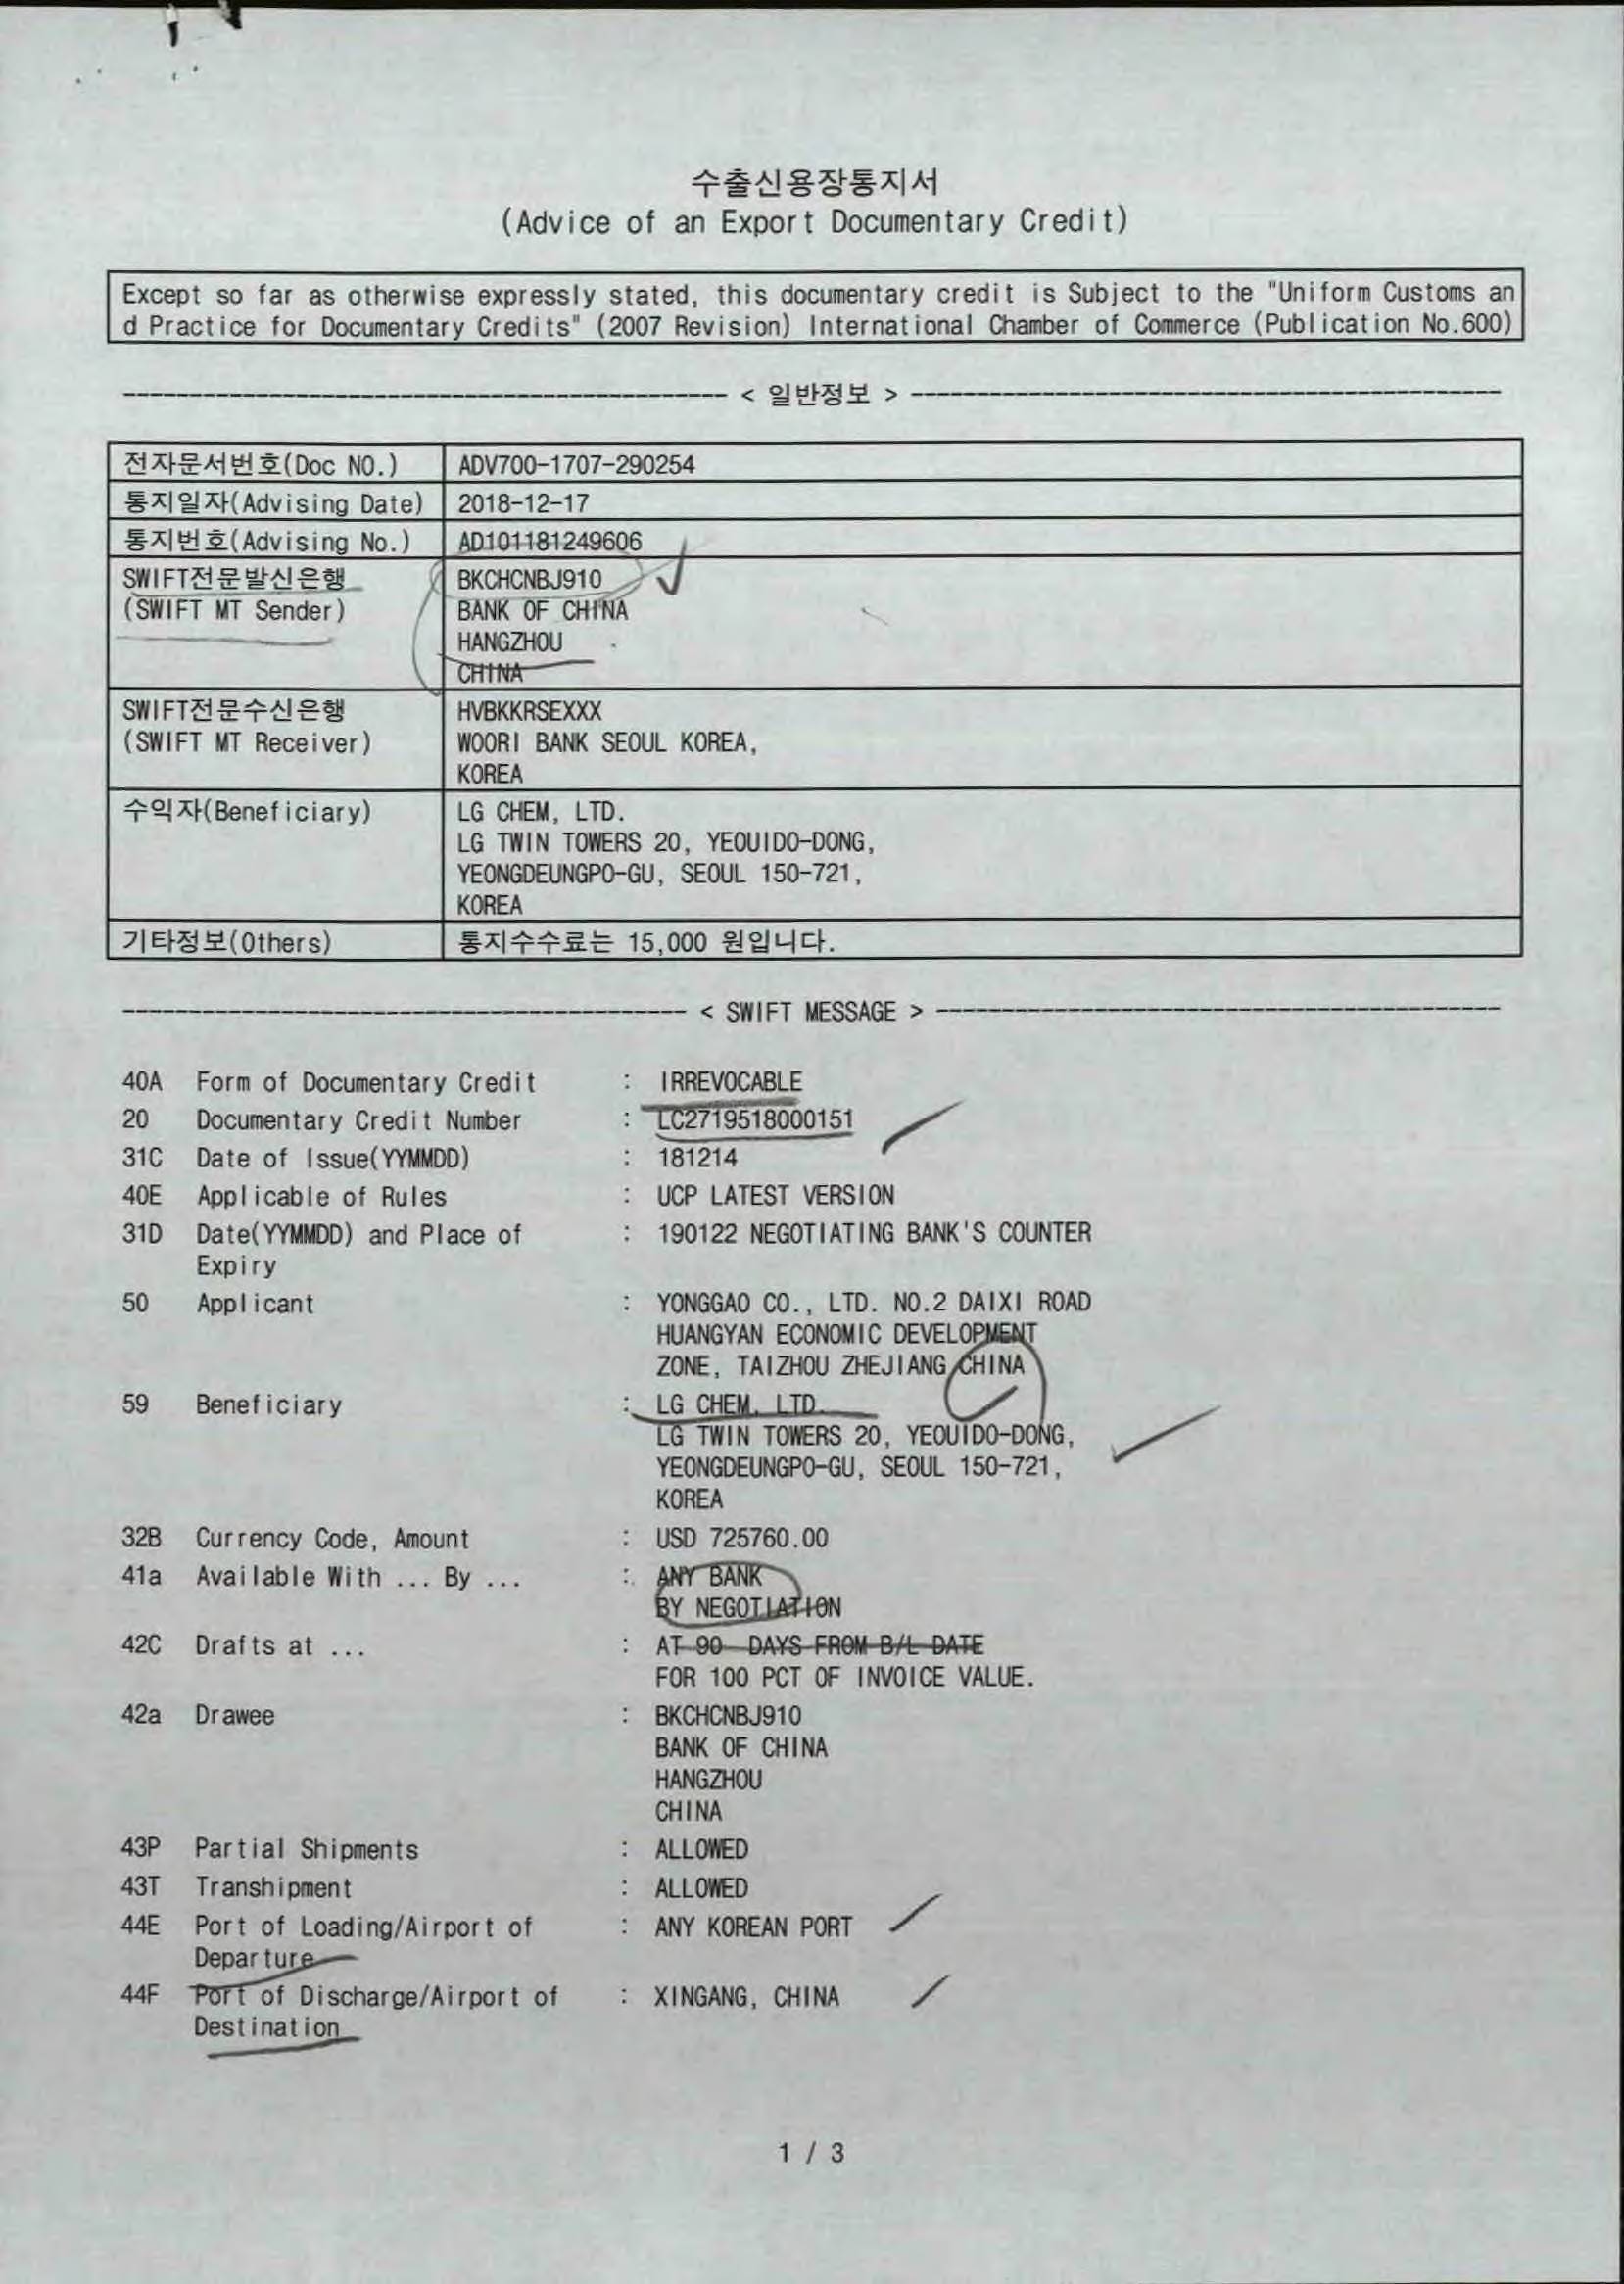 수출신용장통지서
(Advice of an Export Documentary Credit)
Except so far as otherwise expressly stated, this documentary credit is Subject to the "Uniform Customs an
d Practice for Documentary Credits" (2007 Revision) International Chamber of Commerce (Publication No.600)
< 일반정보 >
전자문서번호(Doc NO.) ADV700-1707-290254
통지일자(Advising Date) 2018-12-17
통지번호(Advising No.) AD101181249606
SWIFT전문발신은행 BKCHCNBJ910
(SWIFT MT Sender) BANK OF CHINA
HANGZHOU
CHINA
SWIFT전문수신은행 HVBKKRSEXXX
(SWIFT MT Receiver) WOORI BANK SEOUL KOREA,
KOREA
수익자(Beneficiary) LG CHEM, LTD.
LG TWIN TOWERS 20, YEOUIDO-DONG,
YEONGDEUNGPO-GU, SEOUL 150-721,
KOREA
기타정보(Others) 통지수수료는 15,000 원입니다.
< SWIFT MESSAGE >
40A Form of Documentary Credit : IRREVOCABLE
20 Documentary Credit Number : LC2719518000151
31C Date of Issue(YYMMDD) : 181214
40E Applicable of Rules : UCP LATEST VERSION
31D Date(YYMMDD) and Place of : 190122 NEGOTIATING BANK'S COUNTER
Expiry
50 Applicant : YONGGAO CO., LTD. NO.2 DAIXI ROAD
HUANGYAN ECONOMIC DEVELOPMENT
ZONE, TAIZHOU ZHEJIANG CHINA
59 Beneficiary : LG CHEM, LTD.
LG TWIN TOWERS 20, YEOUIDO-DONG,
YEONGDEUNGPO-GU, SEOUL 150-721,
KOREA
32B Currency Code, Amount : USD 725760.00
41a Available With ... By ... : ANY BANK
BY NEGOTIATION
42C Drafts at ... : AT 90 DAYS FROM B/L DATE
FOR 100 PCT OF INVOICE VALUE.
42a Drawee : BKCHCNBJ910
BANK OF CHINA
HANGZHOU
CHINA
43P Partial Shipments : ALLOWED
43T Transhipment : ALLOWED
44E Port of Loading/Airport of : ANY KOREAN PORT
Departure
44F Port of Discharge/Airport of : XINGANG, CHINA
Destination
1 / 3